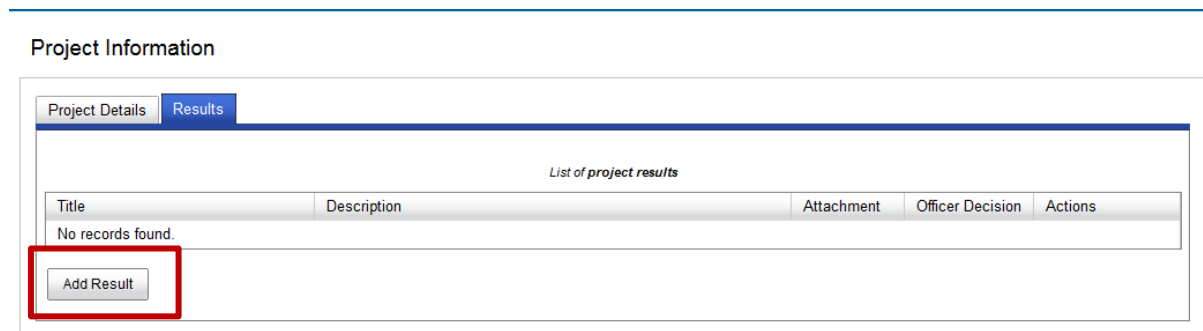 Project Information
Project Details Results
List of project results
Title Description Attachment Officer Decision Actions
No records found.
Add Result